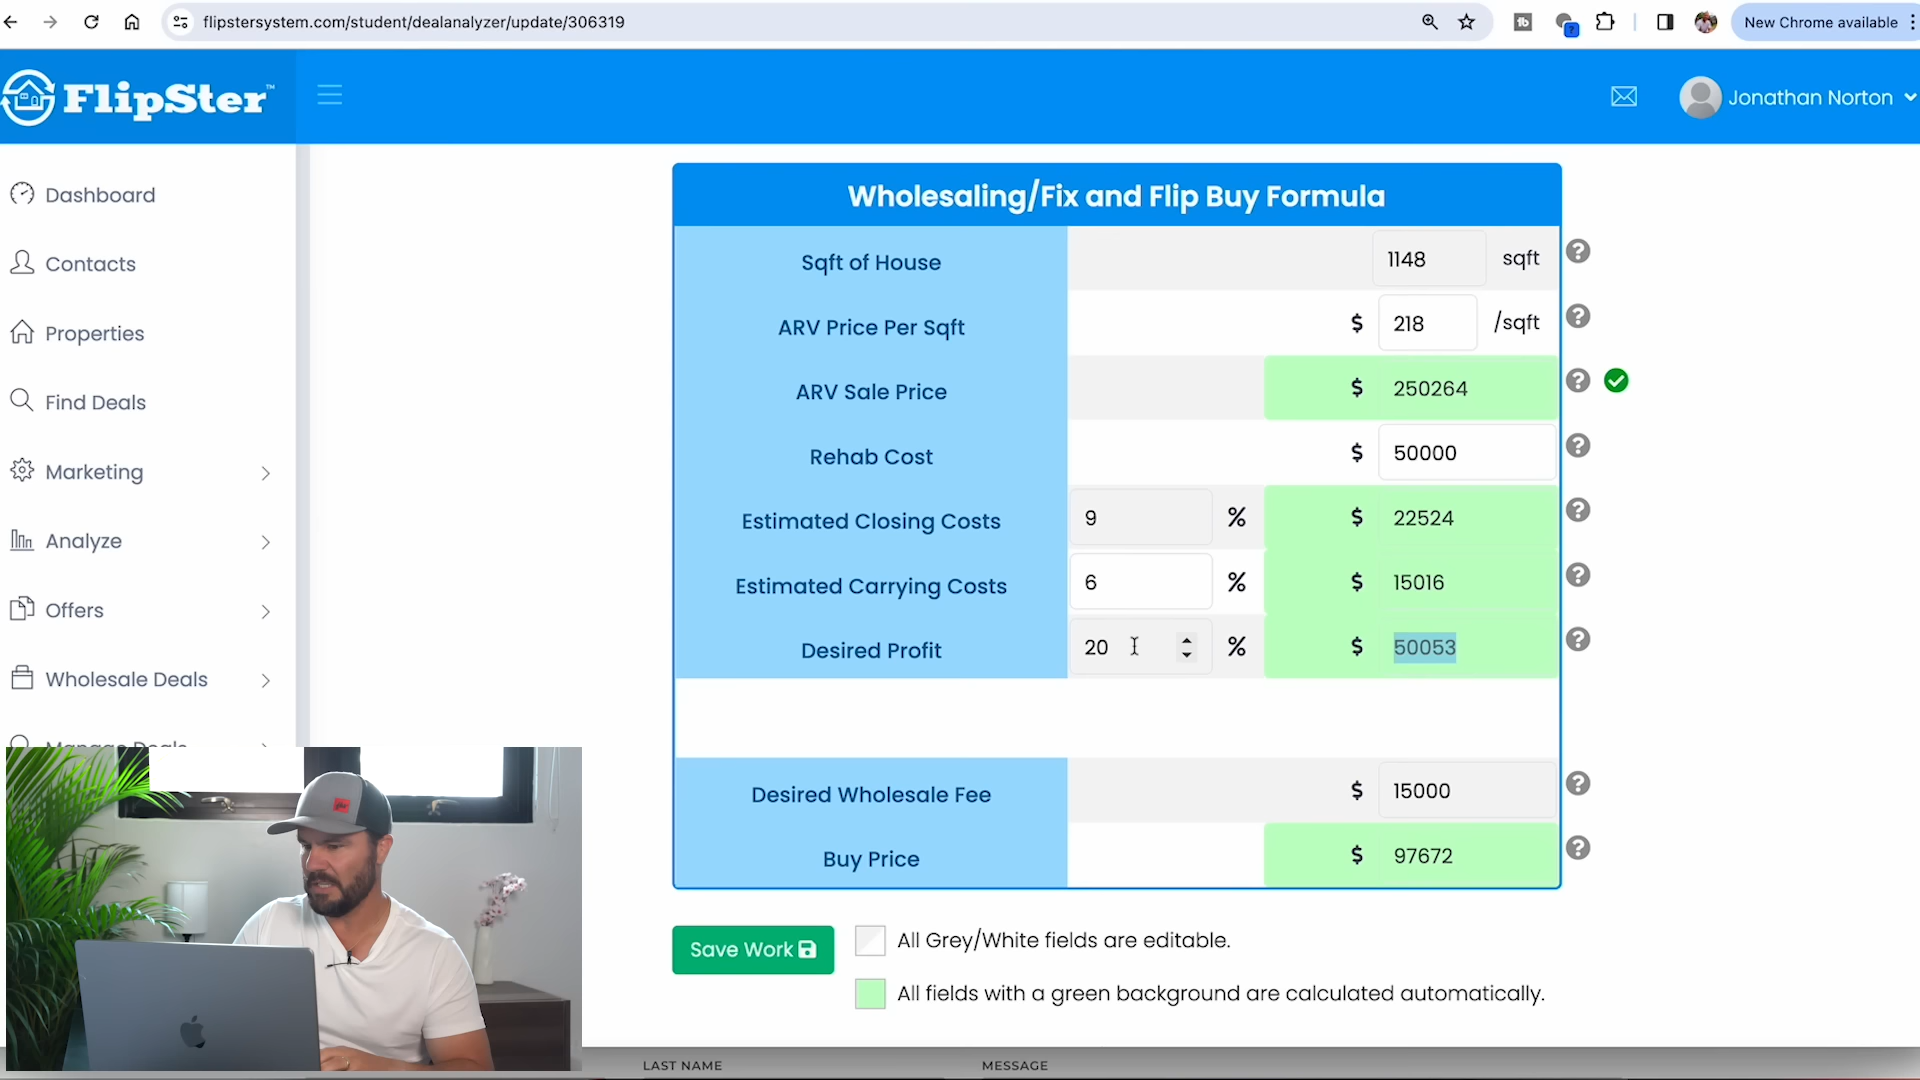 flipstersystem.com/student/dealanalyzer/update/306319
New Chrome available
FlipSter™
Jonathan Norton
Dashboard
Contacts
Properties
Find Deals
Marketing
Analyze
Offers
Wholesale Deals
Manage Deals
Wholesaling/Fix and Flip Buy Formula
Sqft of House 1148 sqft ?
ARV Price Per Sqft $ 218 /sqft ?
ARV Sale Price $ 250264 ?
Rehab Cost $ 50000 ?
Estimated Closing Costs 9 % $ 22524 ?
Estimated Carrying Costs 6 % $ 15016 ?
Desired Profit 20 % $ 50053 ?
Desired Wholesale Fee $ 15000 ?
Buy Price $ 97672 ?
Save Work
All Grey/White fields are editable.
All fields with a green background are calculated automatically.
LAST NAME MESSAGE